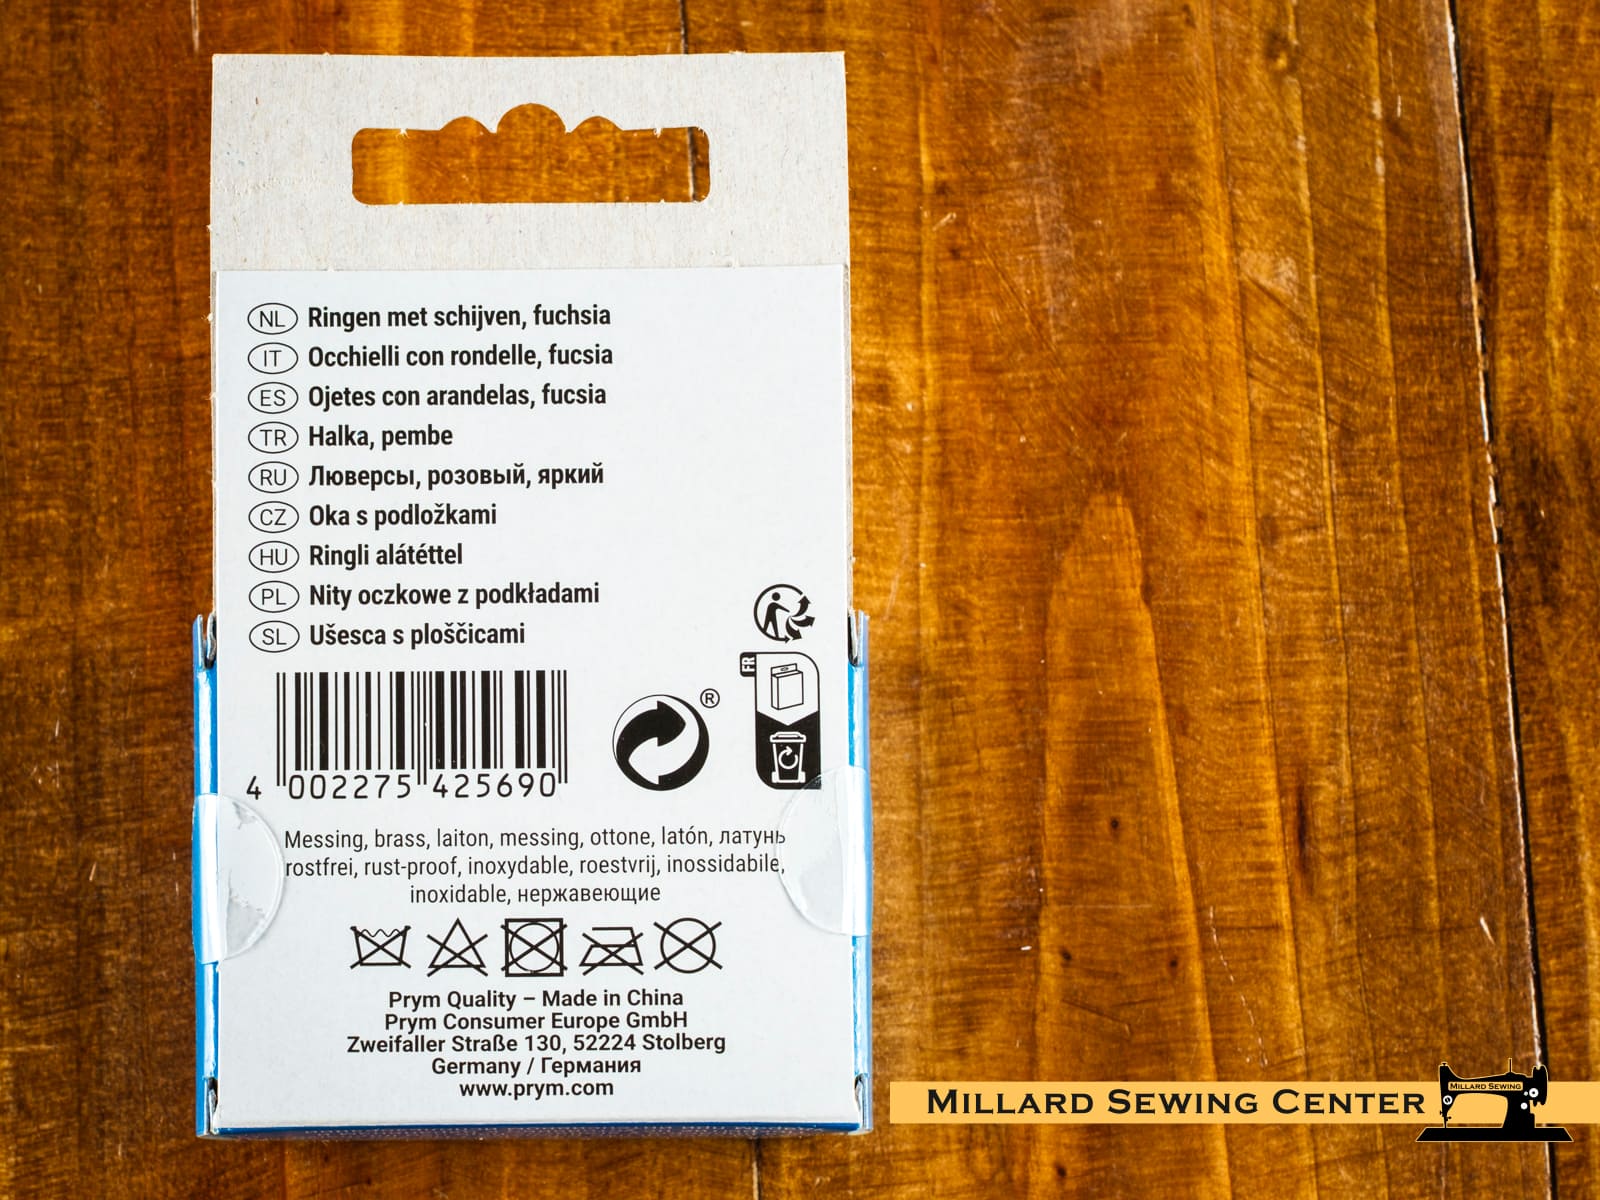 NL Ringen met schijven, fuchsia
IT Occhielli con rondelle, fucsia
ES Ojetes con arandelas, fucsia
TR Halka, pembe
RU Люверсы, розовый, яркий
CZ Oka s podložkami
HU Ringli alátéttel
PL Nity oczkowe z podkładami
SL Ušesca s ploščicami
FR
®
4 002275 425690
Messing, brass, laiton, messing, ottone, latón, латунь
rostfrei, rust-proof, inoxydable, roestvrij, inossidabile,
inoxidable, нержавеющие
Prym Quality – Made in China
Prym Consumer Europe GmbH
Zweifaller Straße 130, 52224 Stolberg
Germany / Германия
www.prym.com
MILLARD SEWING CENTER
MILLARD SEWING